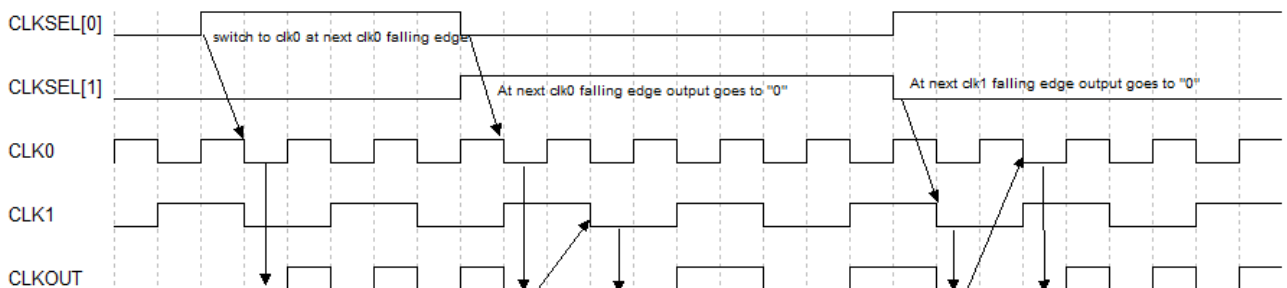 CLKSEL[0]
switch to clk0 at next clk0 falling edge
CLKSEL[1]
At next clk0 falling edge output goes to "0"
At next clk1 falling edge output goes to "0"
CLK0
CLK1
CLKOUT